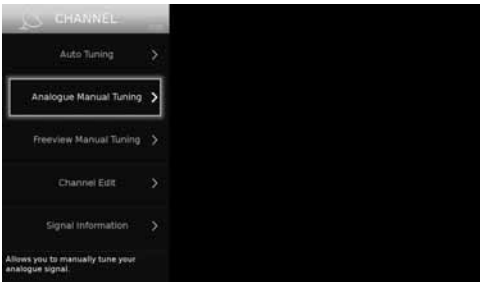 CHANNEL
Auto Tuning
Analogue Manual Tuning
Freeview Manual Tuning
Channel Edit
Signal Information
Allows you to manually tune your
analogue signal.